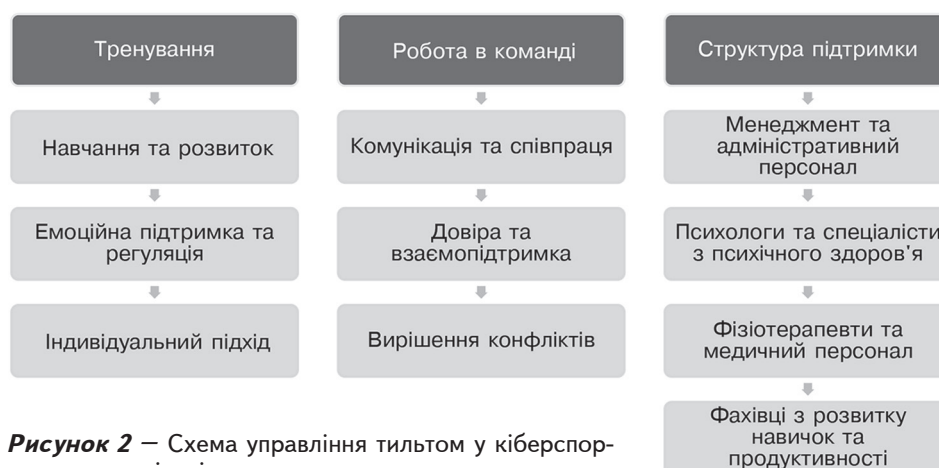 Тренування
Навчання та розвиток
Емоційна підтримка та
регуляція
Індивідуальний підхід
Робота в команді
Комунікація та співпраця
Довіра та
взаємопідтримка
Вирішення конфліктів
Структура підтримки
Менеджмент та
адміністративний
персонал
Психологи та спеціалісти
з психічного здоров'я
Фізіотерапевти та
медичний персонал
Фахівці з розвитку
навичок та
продуктивності
Рисунок 2 — Схема управління тильтом у кіберспор-